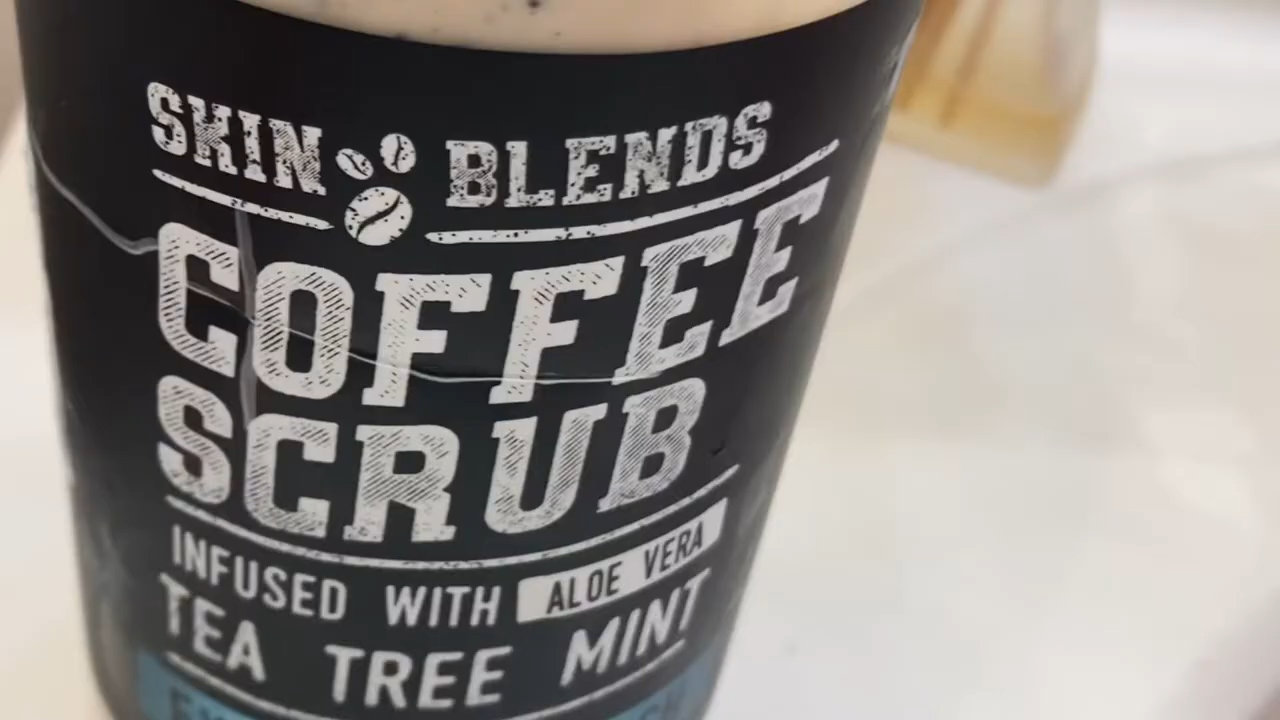 SKIN BLENDS
COFFEE
SCRUB
INFUSED WITH ALOE VERA
TEA TREE MINT